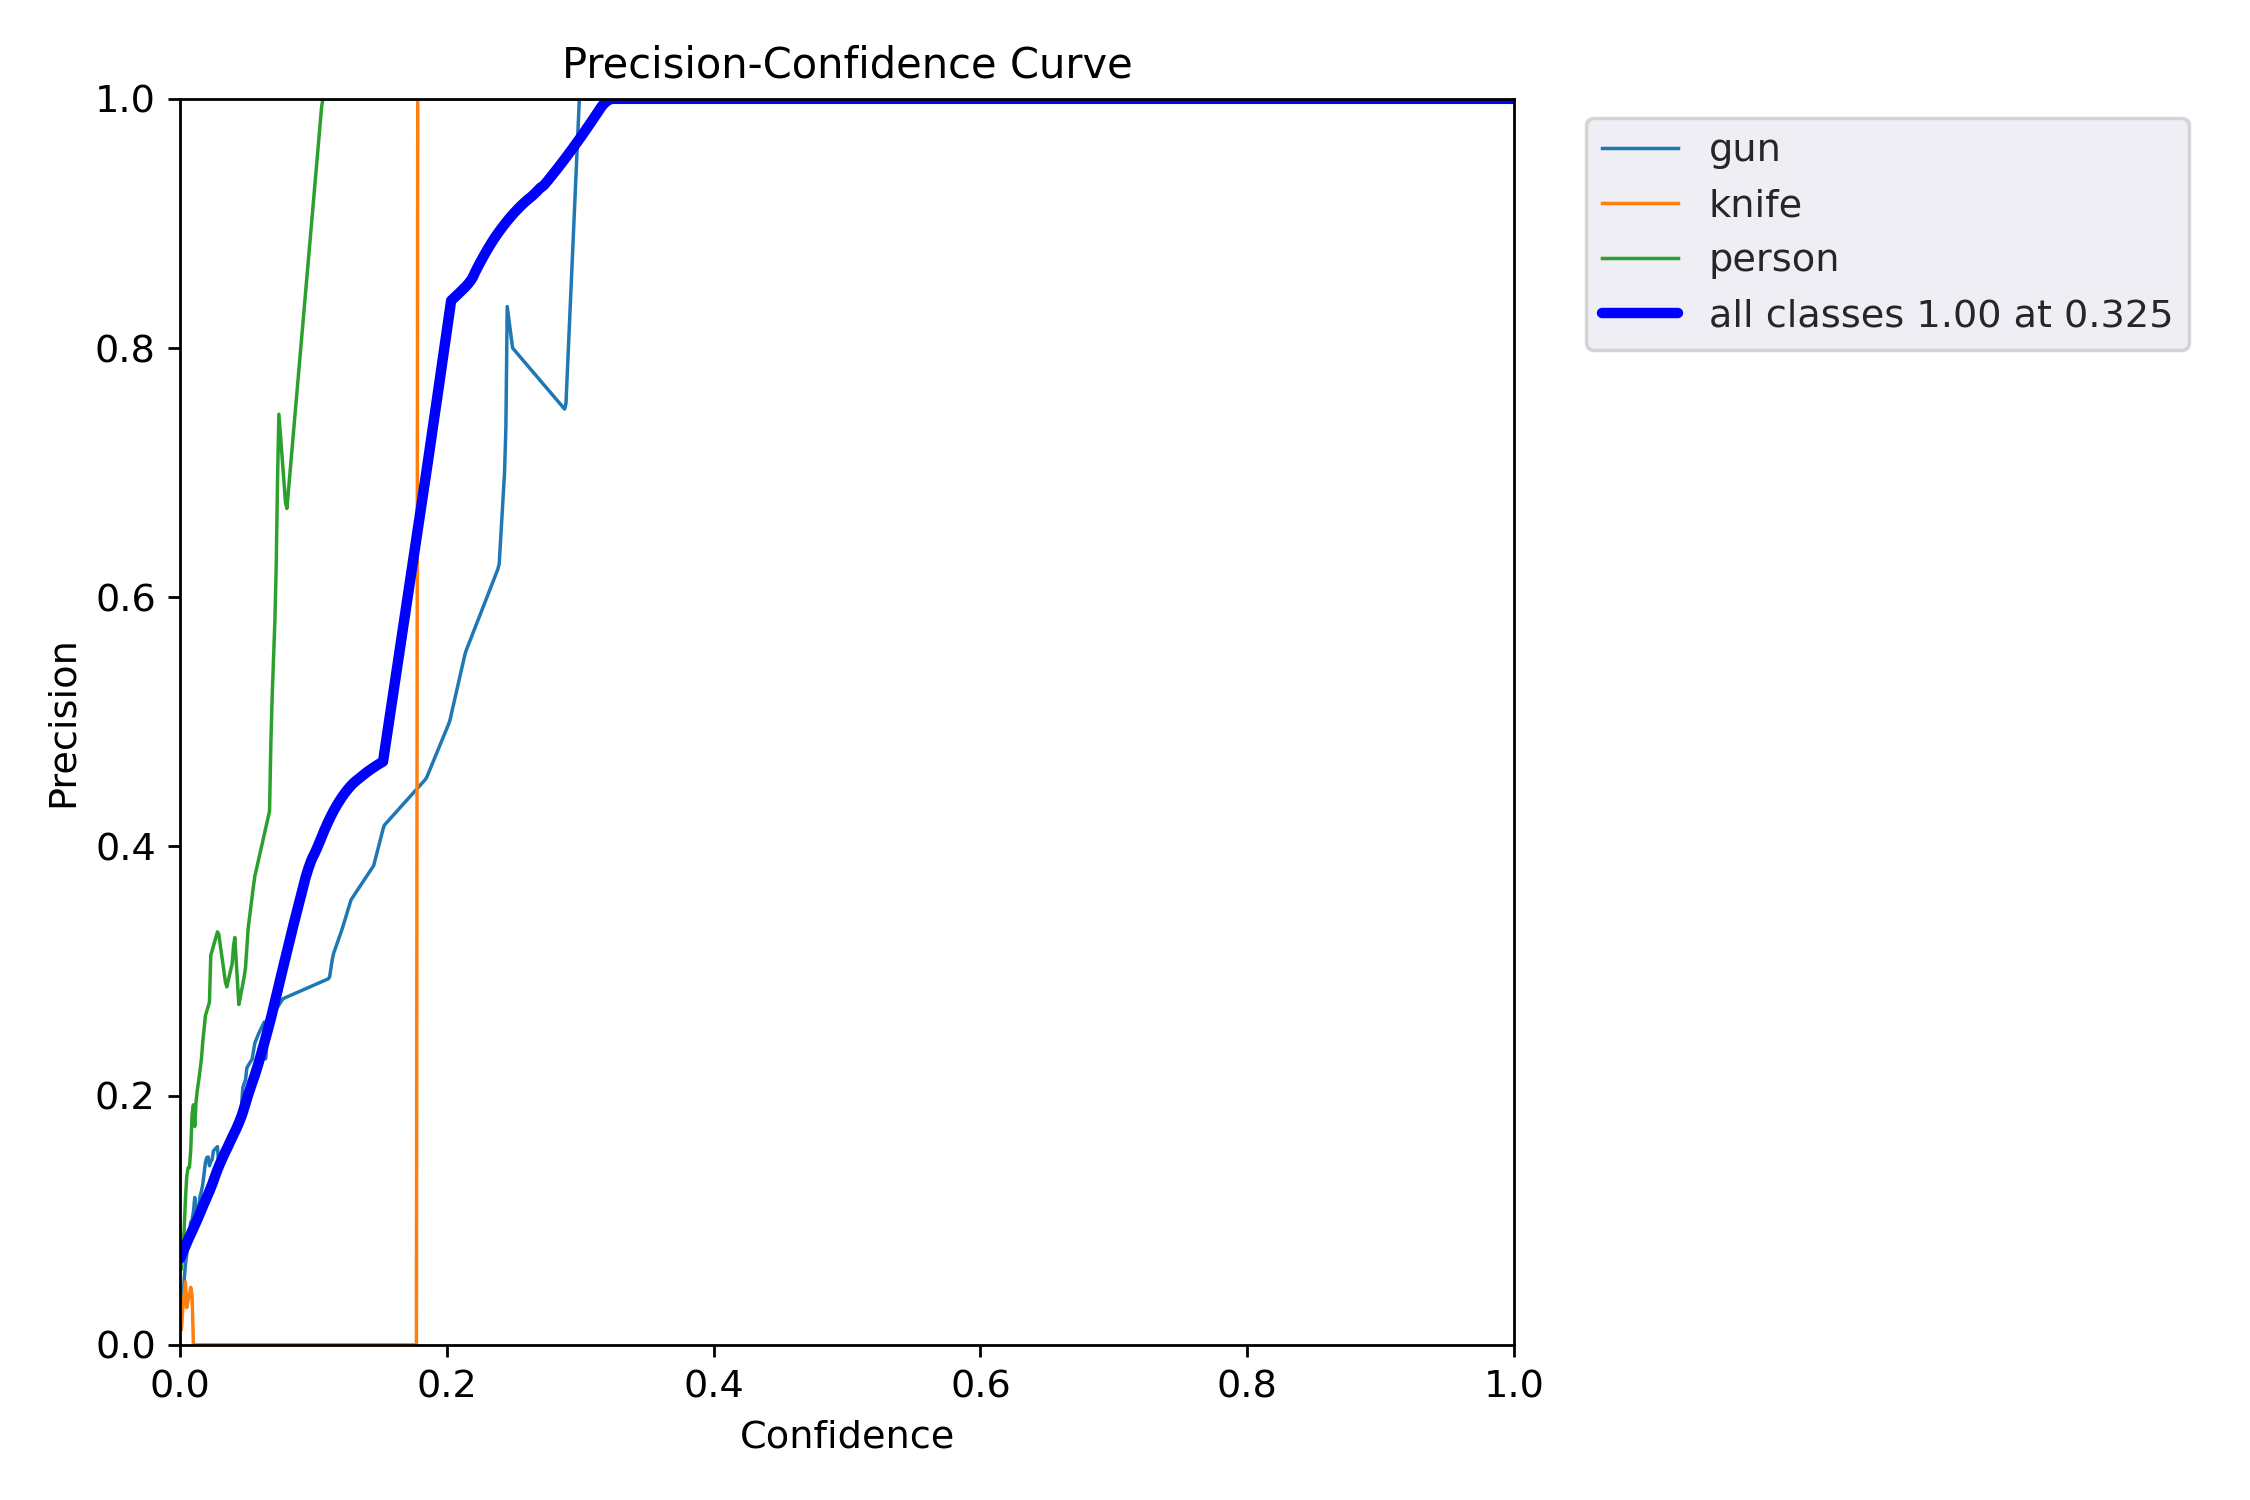 Precision-Confidence Curve
1.0
0.8
0.6
0.4
0.2
0.0
Precision
0.0 0.2 0.4 0.6 0.8 1.0
Confidence
gun
knife
person
all classes 1.00 at 0.325